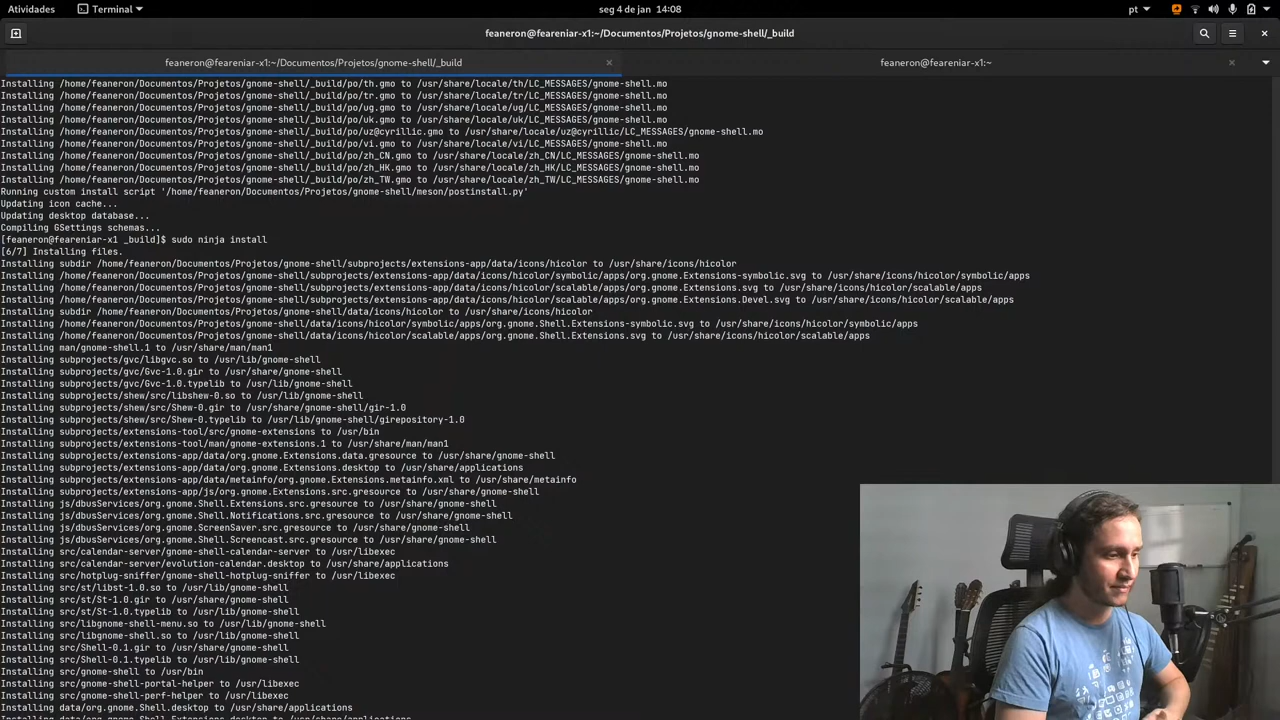 Atividades
Terminal
seg 4 de jan 14:08
pt
feaneron@feareniar-x1:~/Documentos/Projetos/gnome-shell/_build
feaneron@feareniar-x1:~/Documentos/Projetos/gnome-shell/_build
feaneron@feareniar-x1:~
Installing /home/feaneron/Documentos/Projetos/gnome-shell/_build/po/th.gmo to /usr/share/locale/th/LC_MESSAGES/gnome-shell.mo
Installing /home/feaneron/Documentos/Projetos/gnome-shell/_build/po/tr.gmo to /usr/share/locale/tr/LC_MESSAGES/gnome-shell.mo
Installing /home/feaneron/Documentos/Projetos/gnome-shell/_build/po/ug.gmo to /usr/share/locale/ug/LC_MESSAGES/gnome-shell.mo
Installing /home/feaneron/Documentos/Projetos/gnome-shell/_build/po/uk.gmo to /usr/share/locale/uk/LC_MESSAGES/gnome-shell.mo
Installing /home/feaneron/Documentos/Projetos/gnome-shell/_build/po/uz@cyrillic.gmo to /usr/share/locale/uz@cyrillic/LC_MESSAGES/gnome-shell.mo
Installing /home/feaneron/Documentos/Projetos/gnome-shell/_build/po/vi.gmo to /usr/share/locale/vi/LC_MESSAGES/gnome-shell.mo
Installing /home/feaneron/Documentos/Projetos/gnome-shell/_build/po/zh_CN.gmo to /usr/share/locale/zh_CN/LC_MESSAGES/gnome-shell.mo
Installing /home/feaneron/Documentos/Projetos/gnome-shell/_build/po/zh_HK.gmo to /usr/share/locale/zh_HK/LC_MESSAGES/gnome-shell.mo
Installing /home/feaneron/Documentos/Projetos/gnome-shell/_build/po/zh_TW.gmo to /usr/share/locale/zh_TW/LC_MESSAGES/gnome-shell.mo
Running custom install script '/home/feaneron/Documentos/Projetos/gnome-shell/meson/postinstall.py'
Updating icon cache...
Updating desktop database...
Compiling GSettings schemas...
[feaneron@feareniar-x1 _build]$ sudo ninja install
[6/7] Installing files.
Installing subdir /home/feaneron/Documentos/Projetos/gnome-shell/subprojects/extensions-app/data/icons/hicolor to /usr/share/icons/hicolor
Installing /home/feaneron/Documentos/Projetos/gnome-shell/subprojects/extensions-app/data/icons/hicolor/symbolic/apps/org.gnome.Extensions-symbolic.svg to /usr/share/icons/hicolor/symbolic/apps
Installing /home/feaneron/Documentos/Projetos/gnome-shell/subprojects/extensions-app/data/icons/hicolor/scalable/apps/org.gnome.Extensions.svg to /usr/share/icons/hicolor/scalable/apps
Installing /home/feaneron/Documentos/Projetos/gnome-shell/subprojects/extensions-app/data/icons/hicolor/scalable/apps/org.gnome.Extensions.Devel.svg to /usr/share/icons/hicolor/scalable/apps
Installing subdir /home/feaneron/Documentos/Projetos/gnome-shell/data/icons/hicolor to /usr/share/icons/hicolor
Installing /home/feaneron/Documentos/Projetos/gnome-shell/data/icons/hicolor/symbolic/apps/org.gnome.Shell.Extensions-symbolic.svg to /usr/share/icons/hicolor/symbolic/apps
Installing /home/feaneron/Documentos/Projetos/gnome-shell/data/icons/hicolor/scalable/apps/org.gnome.Shell.Extensions.svg to /usr/share/icons/hicolor/scalable/apps
Installing man/gnome-shell.1 to /usr/share/man/man1
Installing subprojects/gvc/libgvc.so to /usr/lib/gnome-shell
Installing subprojects/gvc/Gvc-1.0.gir to /usr/share/gnome-shell
Installing subprojects/gvc/Gvc-1.0.typelib to /usr/lib/gnome-shell
Installing subprojects/shew/src/libshew-0.so to /usr/lib/gnome-shell
Installing subprojects/shew/src/Shew-0.gir to /usr/share/gnome-shell/gir-1.0
Installing subprojects/shew/src/Shew-0.typelib to /usr/lib/gnome-shell/girepository-1.0
Installing subprojects/extensions-tool/src/gnome-extensions to /usr/bin
Installing subprojects/extensions-tool/man/gnome-extensions.1 to /usr/share/man/man1
Installing subprojects/extensions-app/data/org.gnome.Extensions.data.gresource to /usr/share/gnome-shell
Installing subprojects/extensions-app/data/org.gnome.Extensions.desktop to /usr/share/applications
Installing subprojects/extensions-app/data/metainfo/org.gnome.Extensions.metainfo.xml to /usr/share/metainfo
Installing subprojects/extensions-app/js/org.gnome.Extensions.src.gresource to /usr/share/gnome-shell
Installing js/dbusServices/org.gnome.Shell.Extensions.src.gresource to /usr/share/gnome-shell
Installing js/dbusServices/org.gnome.Shell.Notifications.src.gresource to /usr/share/gnome-shell
Installing js/dbusServices/org.gnome.ScreenSaver.src.gresource to /usr/share/gnome-shell
Installing js/dbusServices/org.gnome.Shell.Screencast.src.gresource to /usr/share/gnome-shell
Installing src/calendar-server/gnome-shell-calendar-server to /usr/libexec
Installing src/calendar-server/evolution-calendar.desktop to /usr/share/applications
Installing src/hotplug-sniffer/gnome-shell-hotplug-sniffer to /usr/libexec
Installing src/st/libst-1.0.so to /usr/lib/gnome-shell
Installing src/st/St-1.0.gir to /usr/share/gnome-shell
Installing src/st/St-1.0.typelib to /usr/lib/gnome-shell
Installing src/libgnome-shell-menu.so to /usr/lib/gnome-shell
Installing src/libgnome-shell.so to /usr/lib/gnome-shell
Installing src/Shell-0.1.gir to /usr/share/gnome-shell
Installing src/Shell-0.1.typelib to /usr/lib/gnome-shell
Installing src/gnome-shell to /usr/bin
Installing src/gnome-shell-portal-helper to /usr/libexec
Installing src/gnome-shell-perf-helper to /usr/libexec
Installing data/org.gnome.Shell.desktop to /usr/share/applications
Installing data/org.gnome.Shell.Extensions.desktop to /usr/share/applications